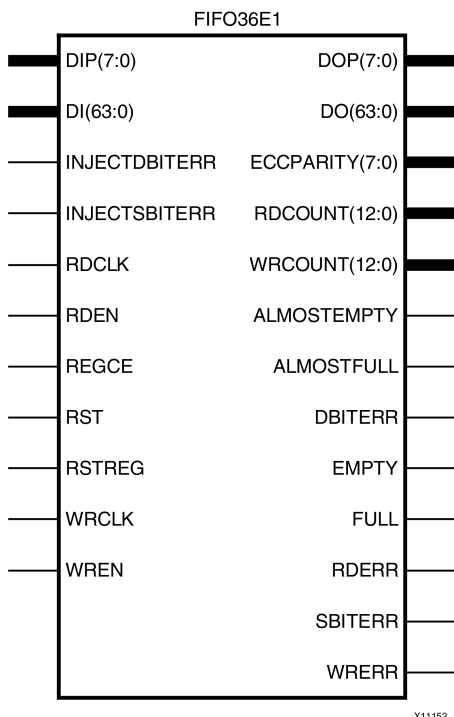 FIFO36E1
DIP(7:0) DOP(7:0)
DI(63:0) DO(63:0)
INJECTDBITERR ECCPARITY(7:0)
INJECTSBITERR RDCOUNT(12:0)
RDCLK WRCOUNT(12:0)
RDEN ALMOSTEMPTY
REGCE ALMOSTFULL
RST DBITERR
RSTREG EMPTY
WRCLK FULL
WREN RDERR
SBITERR
WRERR
X11152